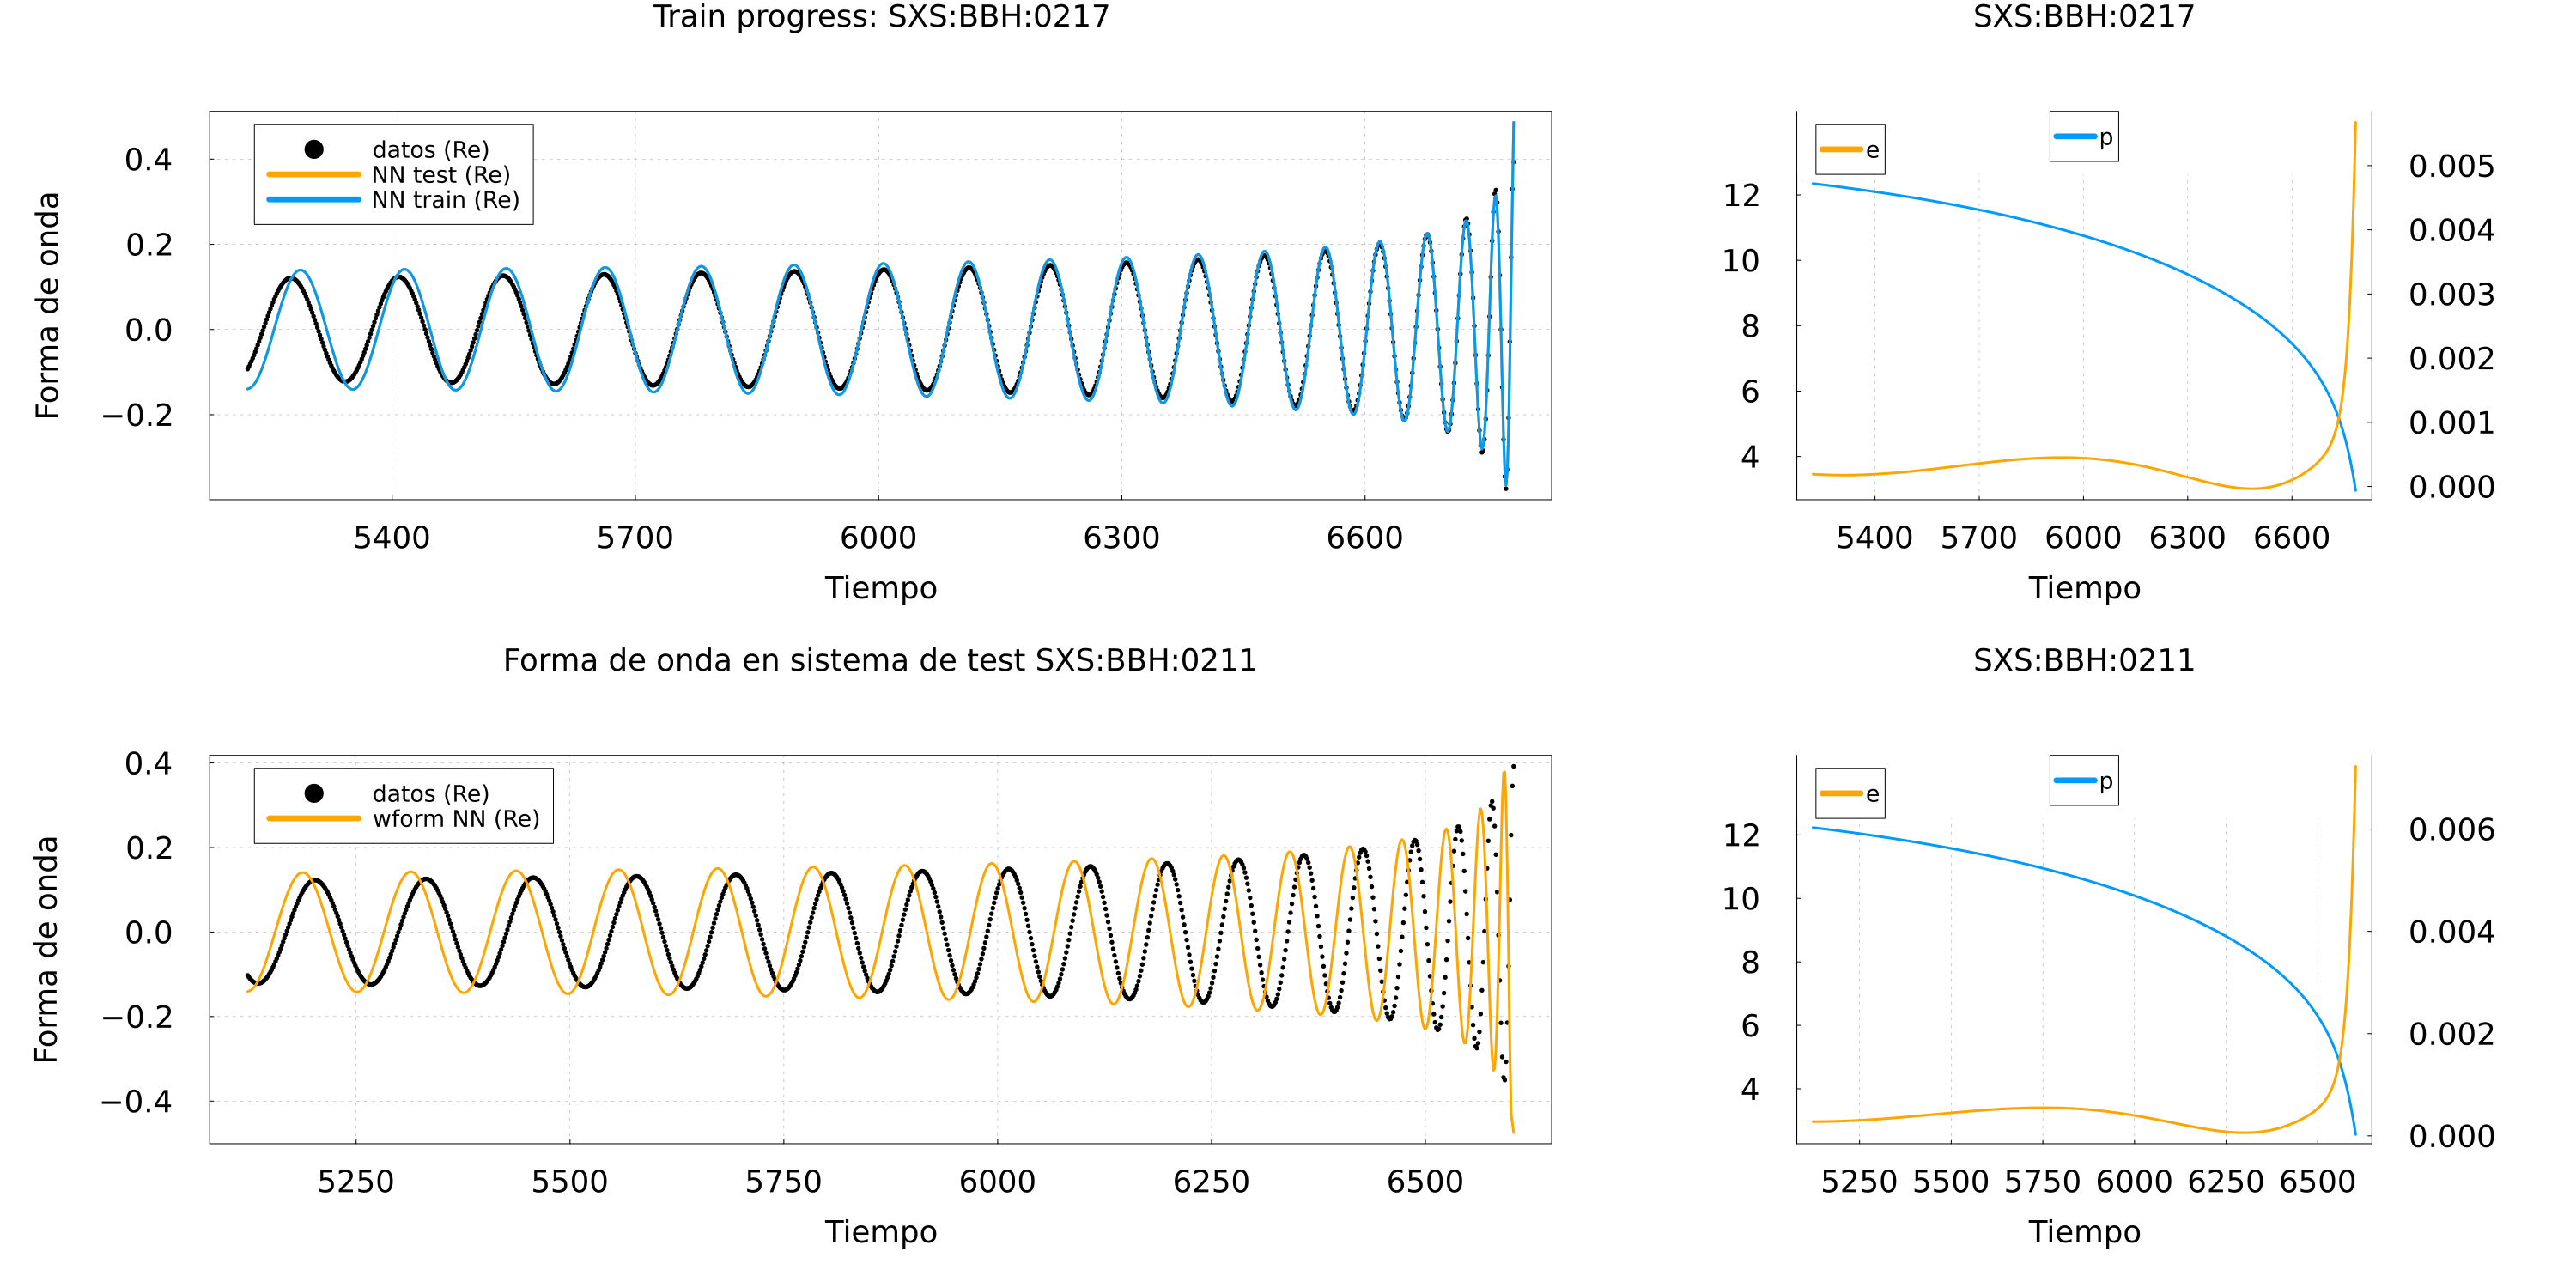 Train progress: SXS:BBH:0217
Forma de onda
0.4
0.2
0.0
−0.2
datos (Re)
NN test (Re)
NN train (Re)
5400 5700 6000 6300 6600
Tiempo
SXS:BBH:0217
12
10
8
6
4
e
p
0.005
0.004
0.003
0.002
0.001
0.000
5400 5700 6000 6300 6600
Tiempo
Forma de onda en sistema de test SXS:BBH:0211
Forma de onda
0.4
0.2
0.0
−0.2
−0.4
datos (Re)
wform NN (Re)
5250 5500 5750 6000 6250 6500
Tiempo
SXS:BBH:0211
12
10
8
6
4
e
p
0.006
0.004
0.002
0.000
5250 5500 5750 6000 6250 6500
Tiempo